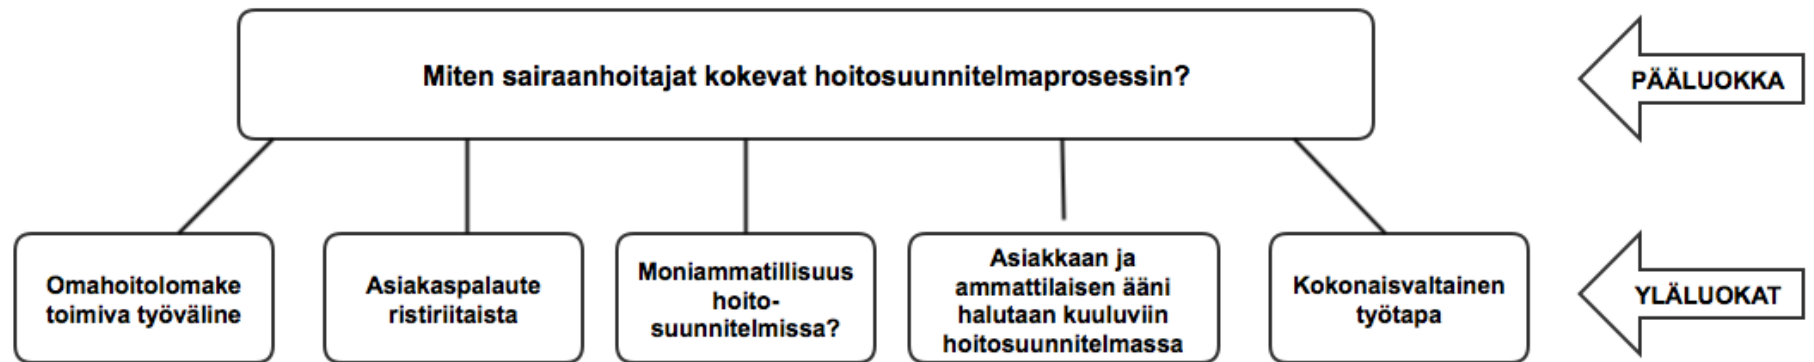 Miten sairaanhoitajat kokevat hoitosuunnitelmaprosessin?
PÄÄLUOKKA
Omahoitolomake
toimiva työväline
Asiakaspalaute
ristiriitaista
Moniammatillisuus
hoito-
suunnitelmissa?
Asiakkaan ja
ammattilaisen ääni
halutaan kuuluviin
hoitosuunnitelmassa
Kokonaisvaltainen
työtapa
YLÄLUOKAT